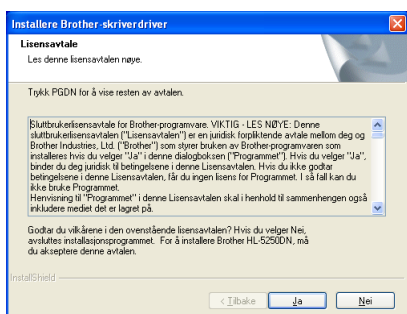 Installere Brother-skriverdriver
Lisensavtale
Les denne lisensavtalen nøye.
Trykk PGDN for å vise resten av avtalen.
Sluttbrukerlisensavtale for Brother-programvare. VIKTIG - LES NØYE: Denne
sluttbrukerlisensavtalen ("Lisensavtalen") er en juridisk forpliktende avtale mellom deg og
Brother Industries, Ltd. ("Brother") som styrer bruken av Brother-programvaren som
installeres hvis du velger "Ja" i denne dialogboksen ("Programmet"). Hvis du velger "Ja",
binder du deg juridisk til betingelsene i denne Lisensavtalen. Hvis du ikke godtar
betingelsene i denne Lisensavtalen, får du ingen lisens for Programmet. I så fall kan du
ikke bruke Programmet.
Henvisning til "Programmet" i denne Lisensavtalen skal i henhold til sammenhengen også
inkludere mediet det er lagret på.
Godtar du vilkårene i den ovenstående lisensavtalen? Hvis du velger Nei,
avsluttes installasjonsprogrammet. For å installere Brother HL-5250DN, må
du akseptere denne avtalen.
InstallShield
< Tilbake
Ja
Nei